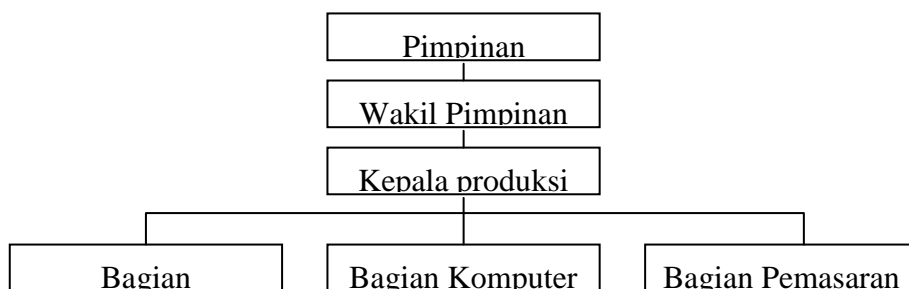 Pimpinan
Wakil Pimpinan
Kepala produksi
Bagian
Bagian Komputer
Bagian Pemasaran